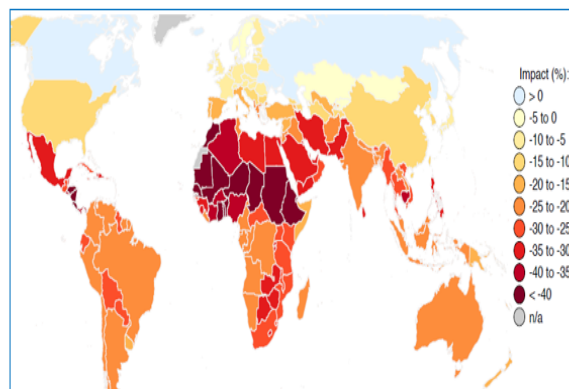 Impact (%):
> 0
-5 to 0
-10 to -5
-15 to -10
-20 to -15
-25 to -20
-30 to -25
-35 to -30
-40 to -35
< -40
n/a